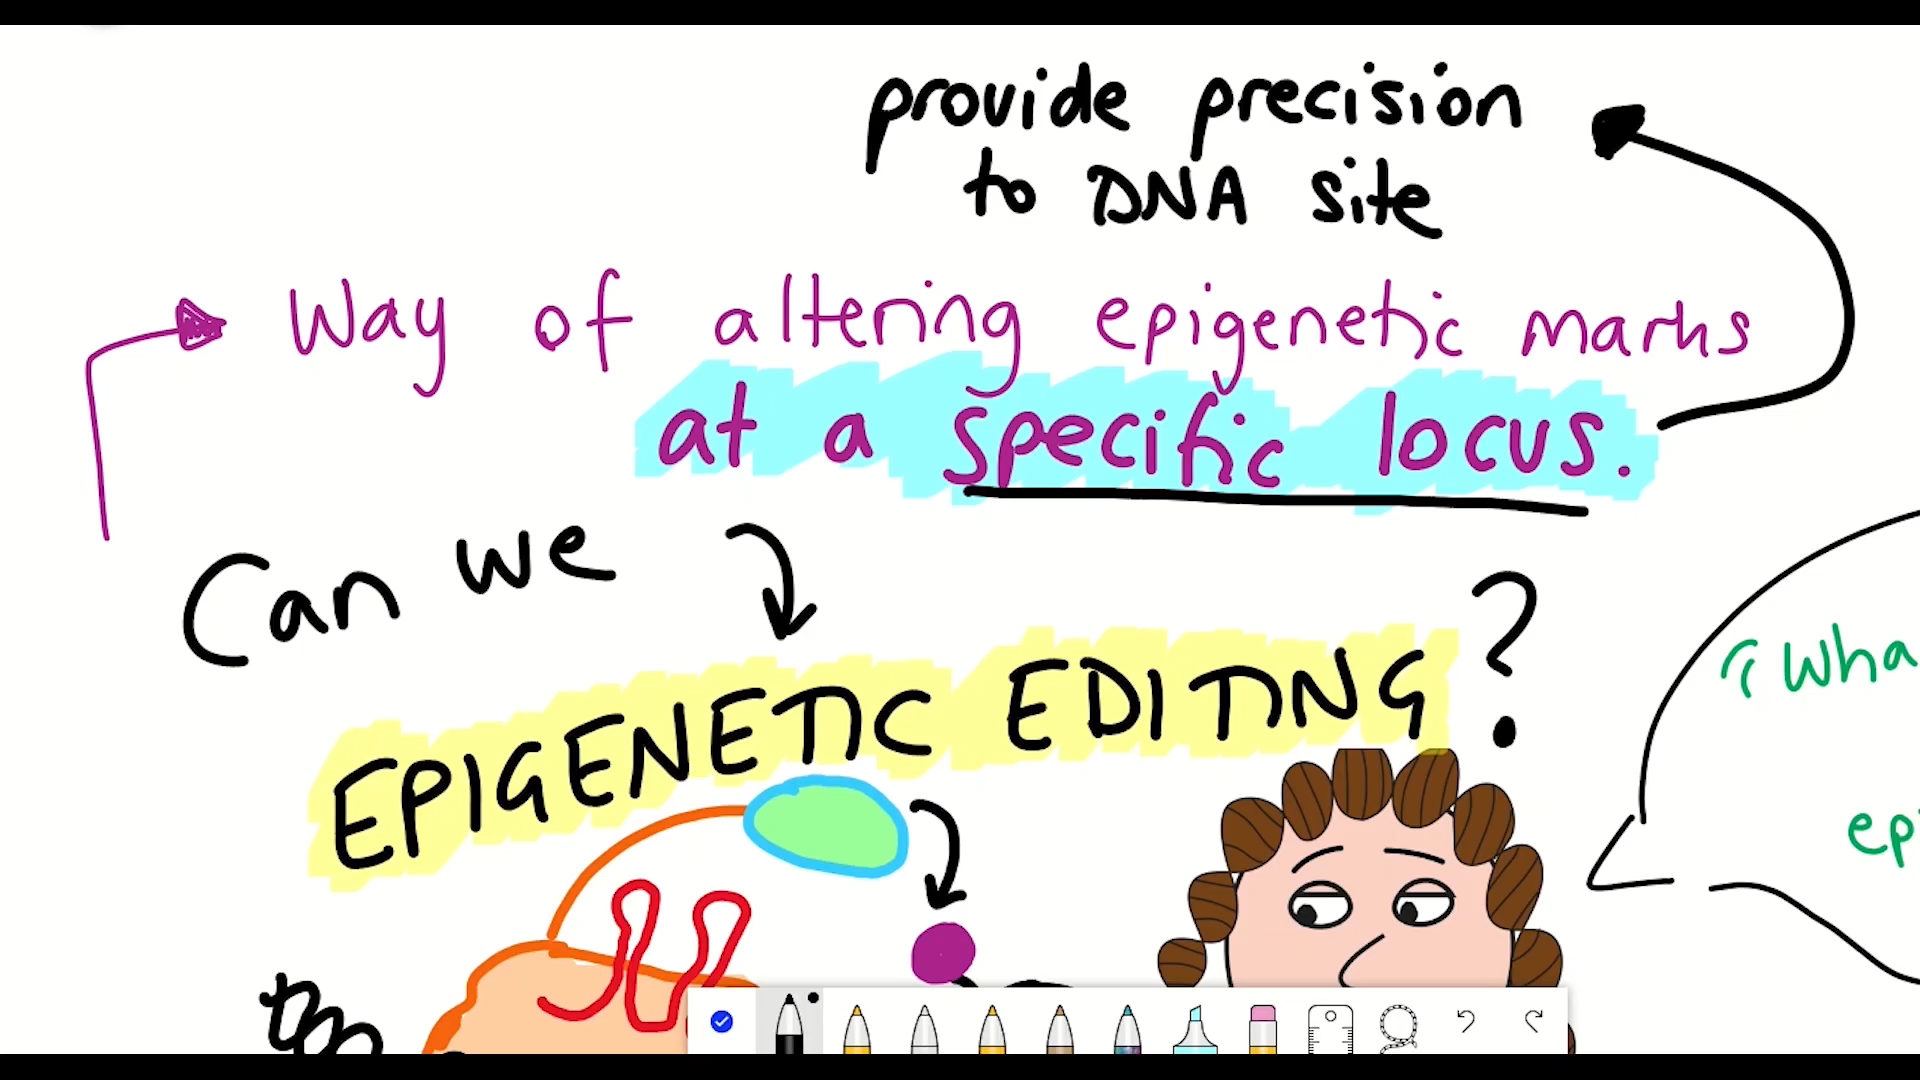 provide precision
to DNA site
Way of altering epigenetic marks
at a specific locus.
Can we
EPIGENETIC EDITING?